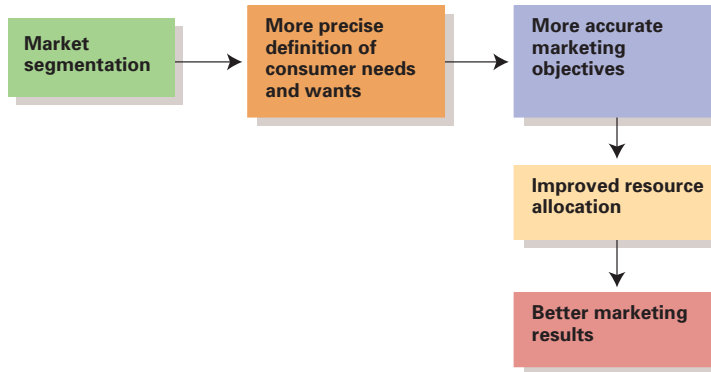 Market
segmentation
More precise
definition of
consumer needs
and wants
More accurate
marketing
objectives
Improved resource
allocation
Better marketing
results